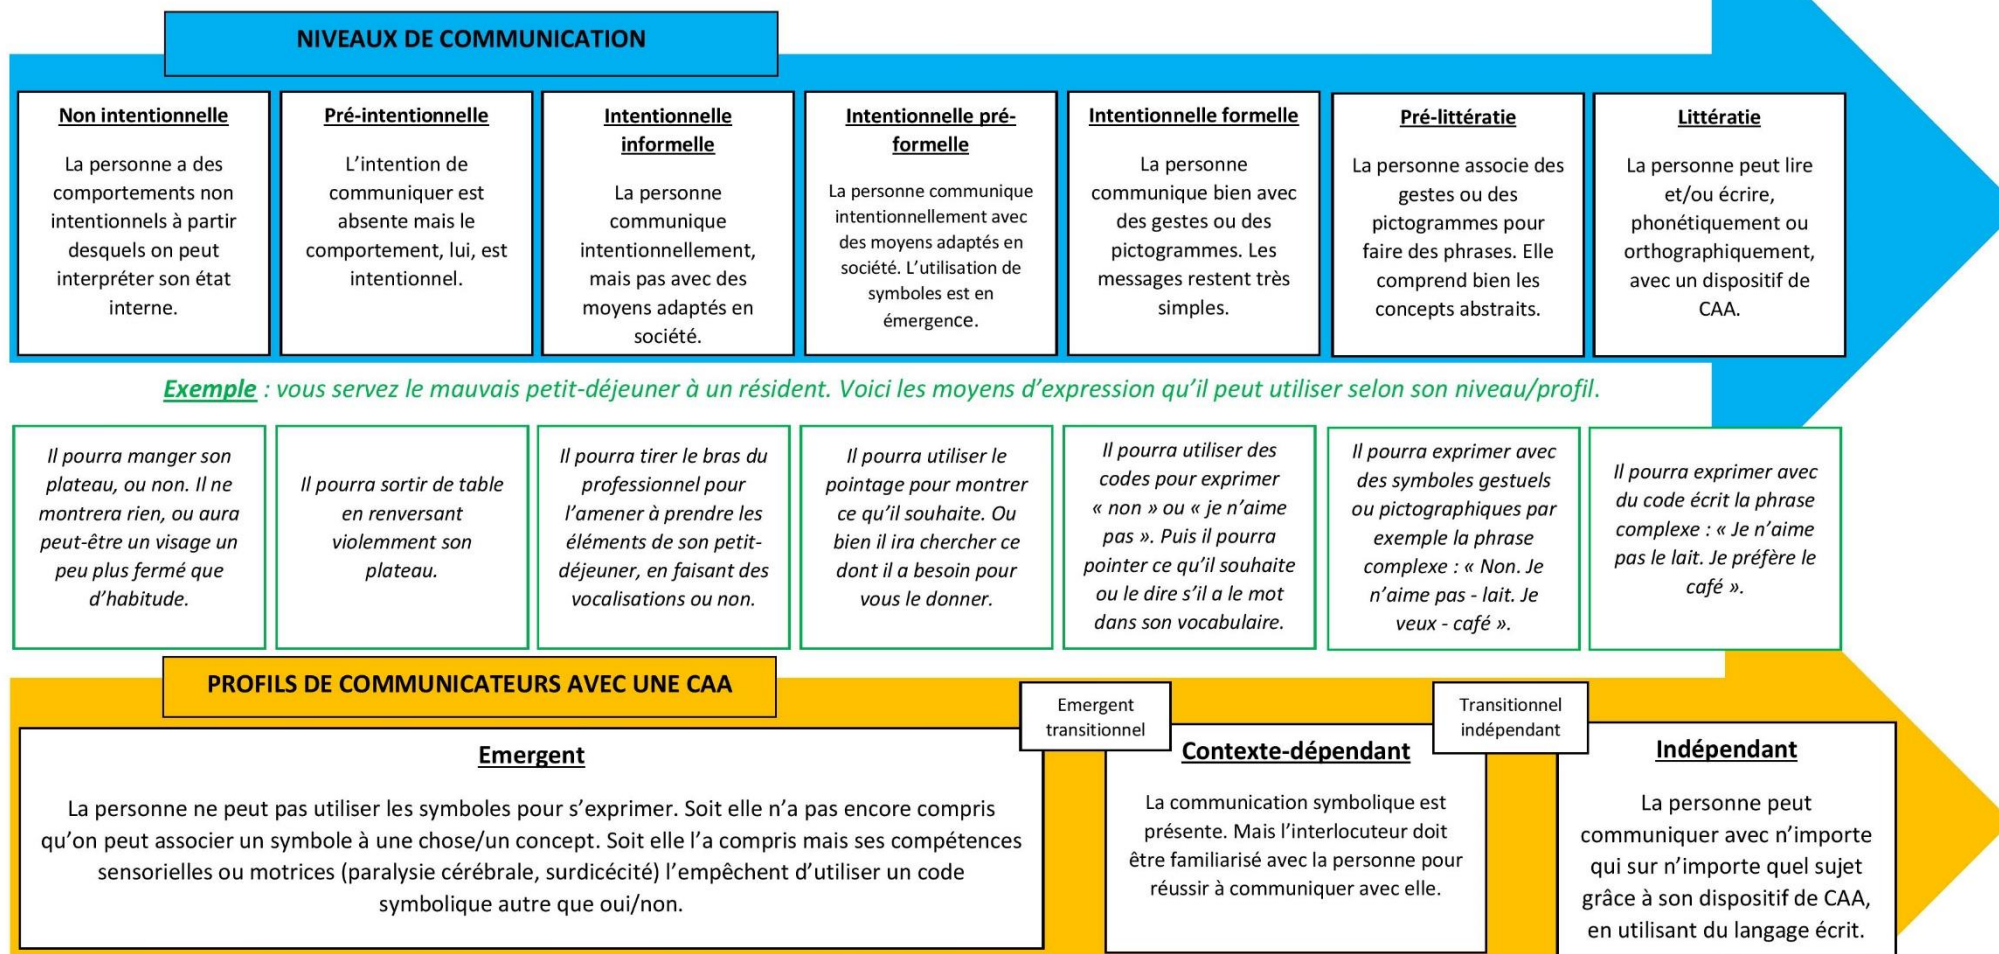 NIVEAUX DE COMMUNICATION
Non intentionnelle
La personne a des
comportements non
intentionnels à partir
desquels on peut
interpréter son état
interne.
Pré-intentionnelle
L’intention de
communiquer est
absente mais le
comportement, lui, est
intentionnel.
Intentionnelle
informelle
La personne
communique
intentionnellement,
mais pas avec des
moyens adaptés en
société.
Intentionnelle pré-
formelle
La personne communique
intentionnellement avec
des moyens adaptés en
société. L’utilisation de
symboles est en
émergence.
Intentionnelle formelle
La personne
communique bien avec
des gestes ou des
pictogrammes. Les
messages restent très
simples.
Pré-littératie
La personne associe des
gestes ou des
pictogrammes pour
faire des phrases. Elle
comprend bien les
concepts abstraits.
Littératie
La personne peut lire
et/ou écrire,
phonétiquement ou
orthographiquement,
avec un dispositif de
CAA.
Exemple : vous servez le mauvais petit-déjeuner à un résident. Voici les moyens d’expression qu’il peut utiliser selon son niveau/profil.
Il pourra manger son
plateau, ou non. Il ne
montrera rien, ou aura
peut-être un visage un
peu plus fermé que
d’habitude.
Il pourra sortir de table
en renversant
violemment son
plateau.
Il pourra tirer le bras du
professionnel pour
l’amener à prendre les
éléments de son petit-
déjeuner, en faisant des
vocalisations ou non.
Il pourra utiliser le
pointage pour montrer
ce qu’il souhaite. Ou
bien il ira chercher ce
dont il a besoin pour
vous le donner.
Il pourra utiliser des
codes pour exprimer
« non » ou « je n’aime
pas ». Puis il pourra
pointer ce qu’il souhaite
ou le dire s’il a le mot
dans son vocabulaire.
Il pourra exprimer avec
des symboles gestuels
ou pictographiques par
exemple la phrase
complexe : « Non. Je
n’aime pas - lait. Je
veux - café ».
Il pourra exprimer avec
du code écrit la phrase
complexe : « Je n’aime
pas le lait. Je préfère le
café ».
PROFILS DE COMMUNICATEURS AVEC UNE CAA
Emergent
La personne ne peut pas utiliser les symboles pour s’exprimer. Soit elle n’a pas encore compris
qu’on peut associer un symbole à une chose/un concept. Soit elle l’a compris mais ses compétences
sensorielles ou motrices (paralysie cérébrale, surdicécité) l’empêchent d’utiliser un code
symbolique autre que oui/non.
Emergent
transitionnel
Contexte-dépendant
La communication symbolique est
présente. Mais l’interlocuteur doit
être familiarisé avec la personne pour
réussir à communiquer avec elle.
Transitionnel
indépendant
Indépendant
La personne peut
communiquer avec n’importe
qui sur n’importe quel sujet
grâce à son dispositif de CAA,
en utilisant du langage écrit.